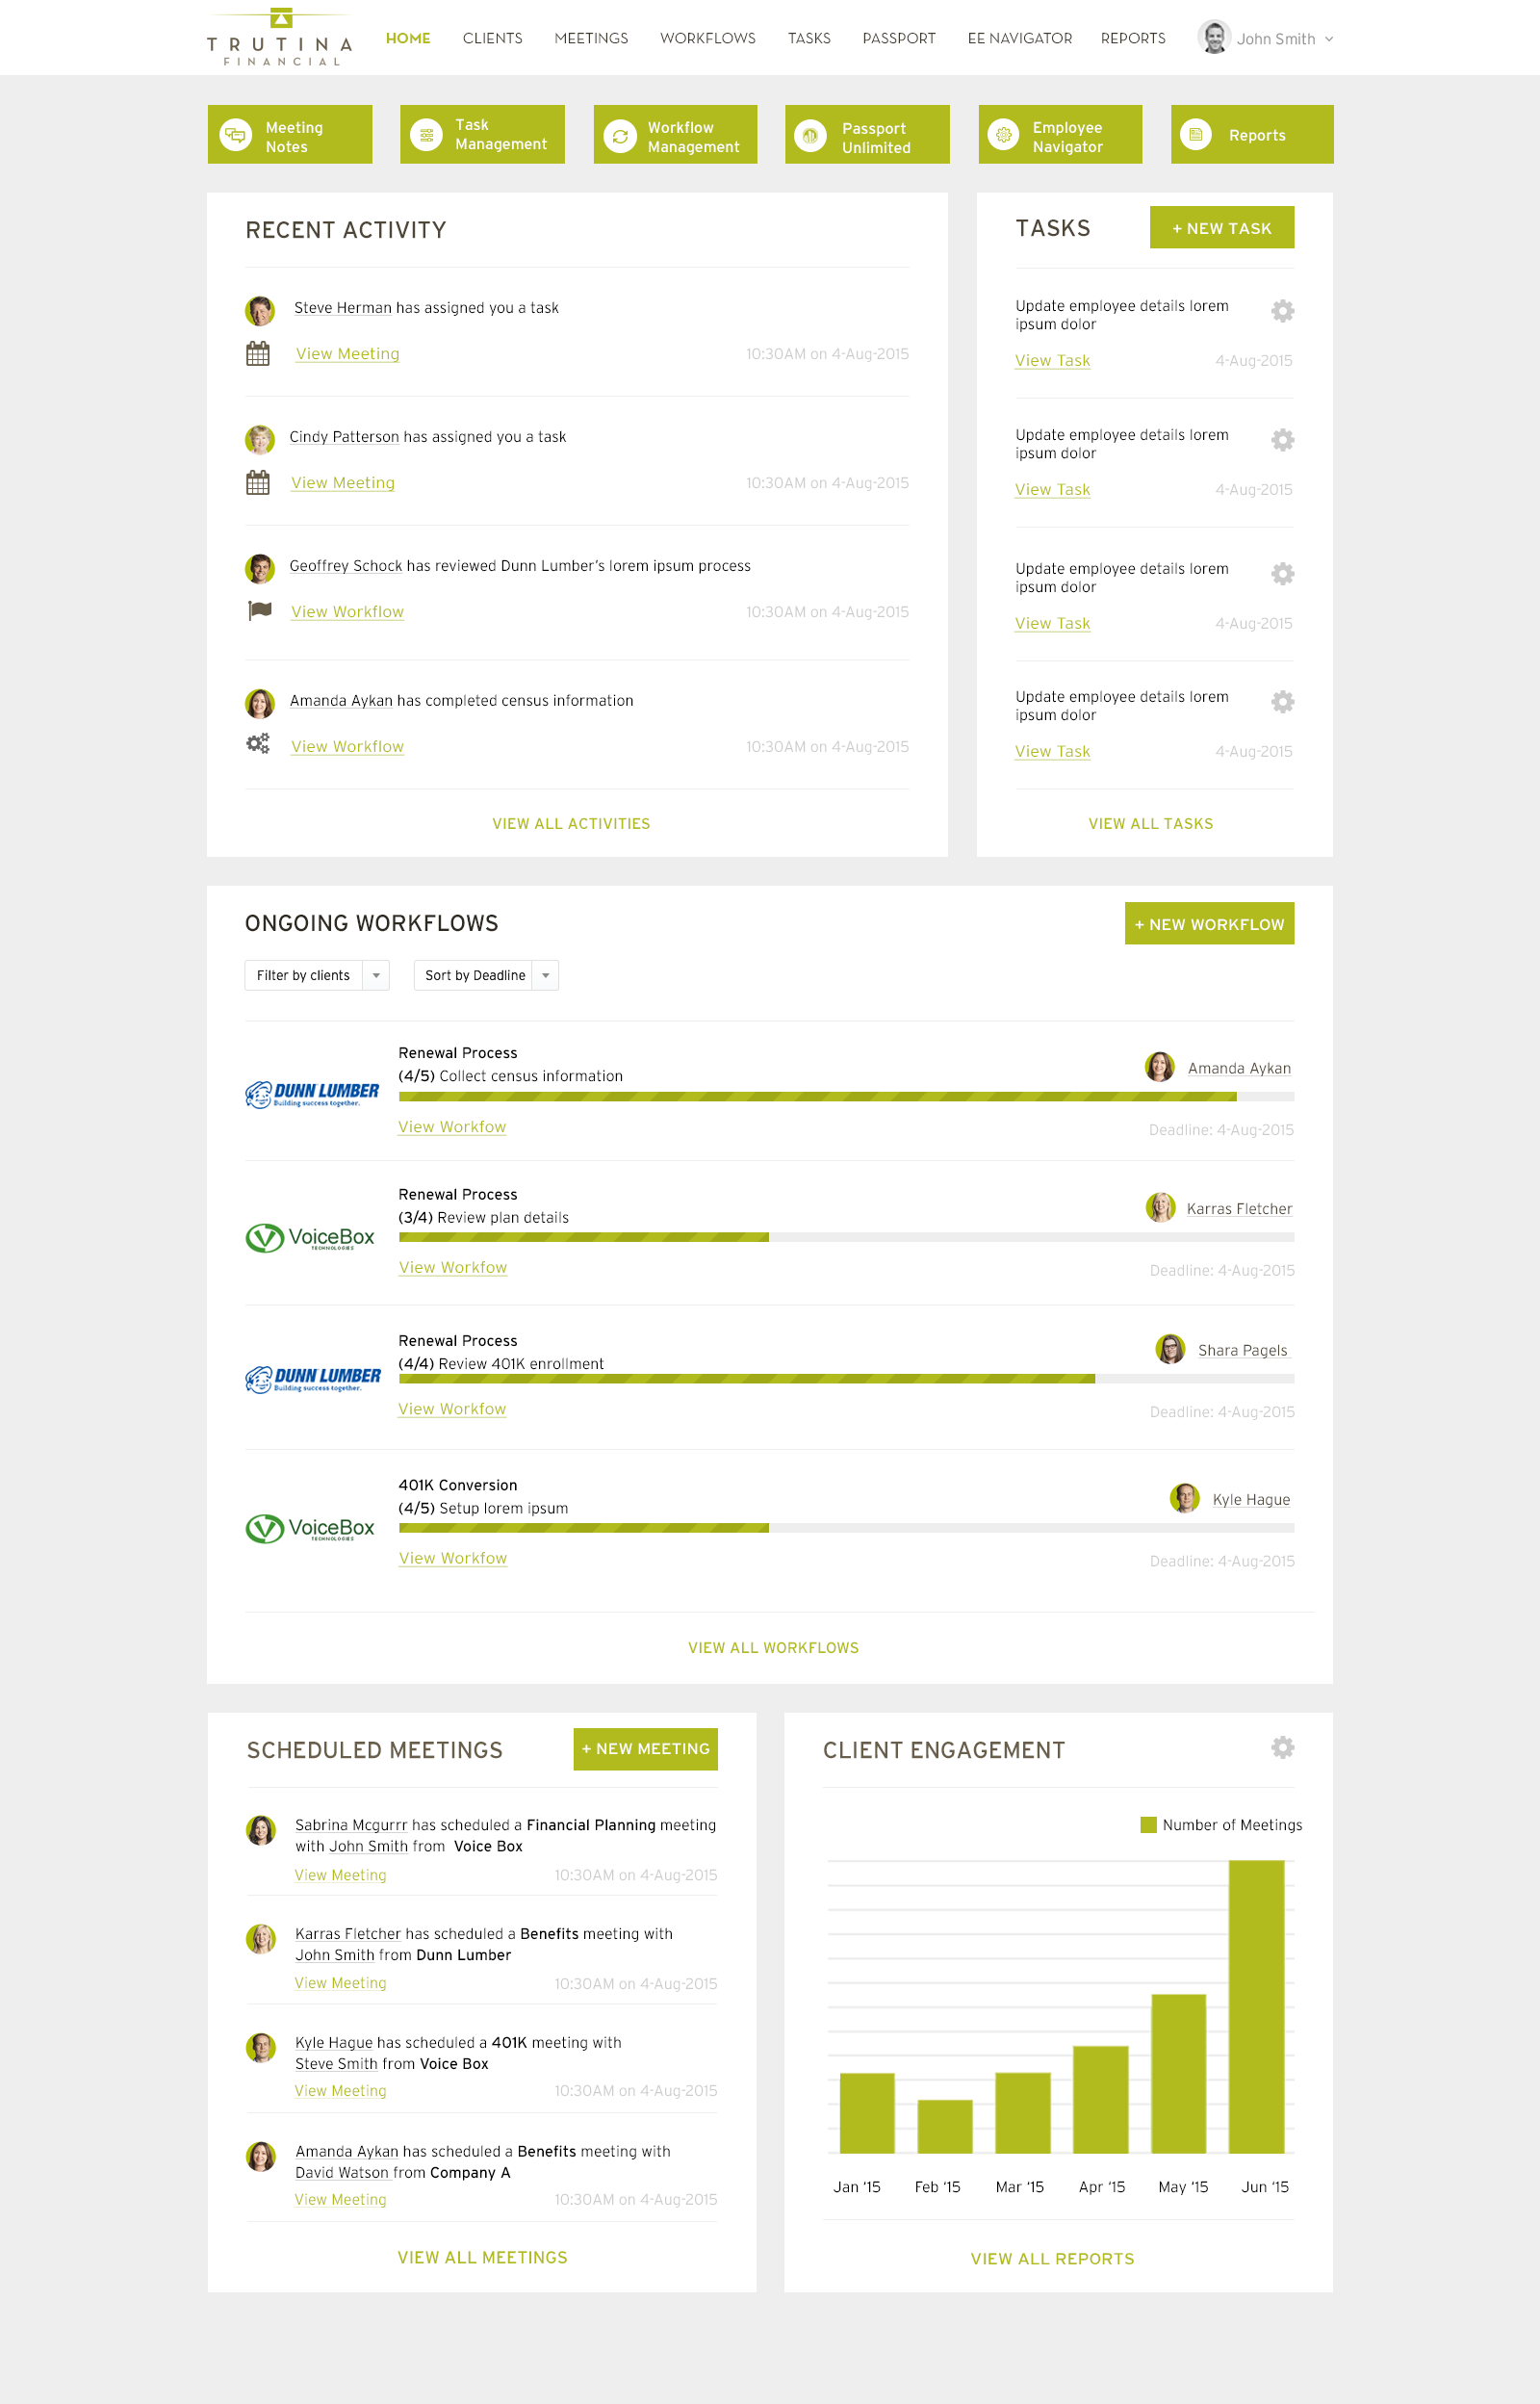 TRUTINA
FINANCIAL
HOME
CLIENTS
MEETINGS
WORKFLOWS
TASKS
PASSPORT
EE NAVIGATOR
REPORTS
John Smith
Meeting
Notes
Task
Management
Workflow
Management
Passport
Unlimited
Employee
Navigator
Reports
RECENT ACTIVITY
Steve Herman has assigned you a task
View Meeting
10:30AM on 4-Aug-2015
Cindy Patterson has assigned you a task
View Meeting
10:30AM on 4-Aug-2015
Geoffrey Schock has reviewed Dunn Lumber’s lorem ipsum process
View Workflow
10:30AM on 4-Aug-2015
Amanda Aykan has completed census information
View Workflow
10:30AM on 4-Aug-2015
VIEW ALL ACTIVITIES
TASKS
+ NEW TASK
Update employee details lorem
ipsum dolor
View Task
4-Aug-2015
Update employee details lorem
ipsum dolor
View Task
4-Aug-2015
Update employee details lorem
ipsum dolor
View Task
4-Aug-2015
Update employee details lorem
ipsum dolor
View Task
4-Aug-2015
VIEW ALL TASKS
ONGOING WORKFLOWS
+ NEW WORKFLOW
Filter by clients
Sort by Deadline
DUNN LUMBER
Building success together.
Renewal Process
(4/5) Collect census information
Amanda Aykan
View Workfow
Deadline: 4-Aug-2015
VoiceBox
TECHNOLOGIES
Renewal Process
(3/4) Review plan details
Karras Fletcher
View Workfow
Deadline: 4-Aug-2015
DUNN LUMBER
Building success together.
Renewal Process
(4/4) Review 401K enrollment
Shara Pagels
View Workfow
Deadline: 4-Aug-2015
VoiceBox
TECHNOLOGIES
401K Conversion
(4/5) Setup lorem ipsum
Kyle Hague
View Workfow
Deadline: 4-Aug-2015
VIEW ALL WORKFLOWS
SCHEDULED MEETINGS
+ NEW MEETING
Sabrina Mcgurrr has scheduled a Financial Planning meeting
with John Smith from Voice Box
View Meeting
10:30AM on 4-Aug-2015
Karras Fletcher has scheduled a Benefits meeting with
John Smith from Dunn Lumber
View Meeting
10:30AM on 4-Aug-2015
Kyle Hague has scheduled a 401K meeting with
Steve Smith from Voice Box
View Meeting
10:30AM on 4-Aug-2015
Amanda Aykan has scheduled a Benefits meeting with
David Watson from Company A
View Meeting
10:30AM on 4-Aug-2015
VIEW ALL MEETINGS
CLIENT ENGAGEMENT
Number of Meetings
Jan ‘15
Feb ‘15
Mar ‘15
Apr ‘15
May ‘15
Jun ‘15
VIEW ALL REPORTS